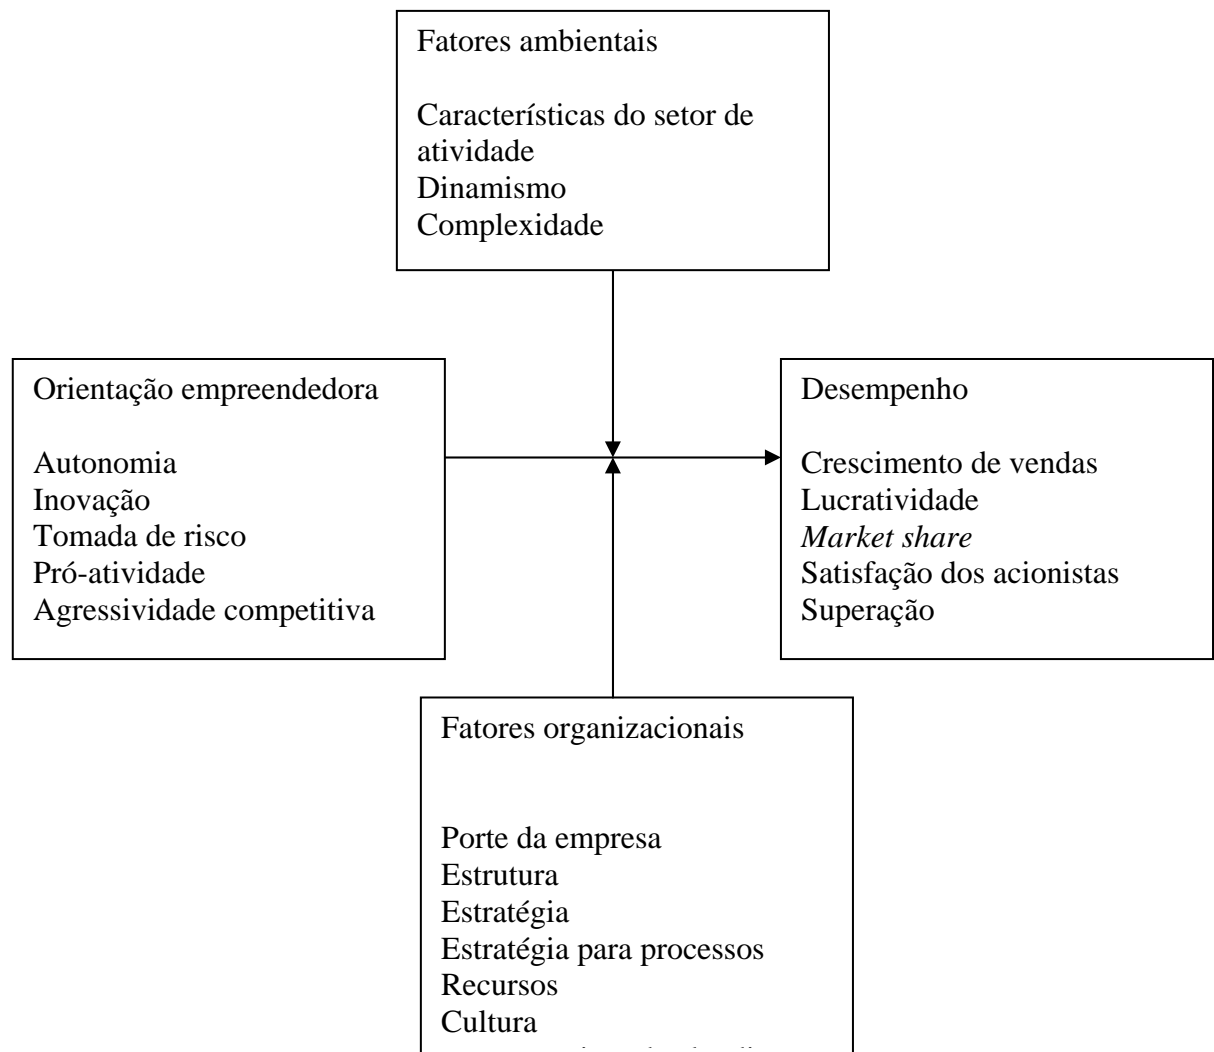 Fatores ambientais
Características do setor de
atividade
Dinamismo
Complexidade
Orientação empreendedora
Autonomia
Inovação
Tomada de risco
Pró-atividade
Agressividade competitiva
Desempenho
Crescimento de vendas
Lucratividade
Market share
Satisfação dos acionistas
Superação
Fatores organizacionais
Porte da empresa
Estrutura
Estratégia
Estratégia para processos
Recursos
Cultura